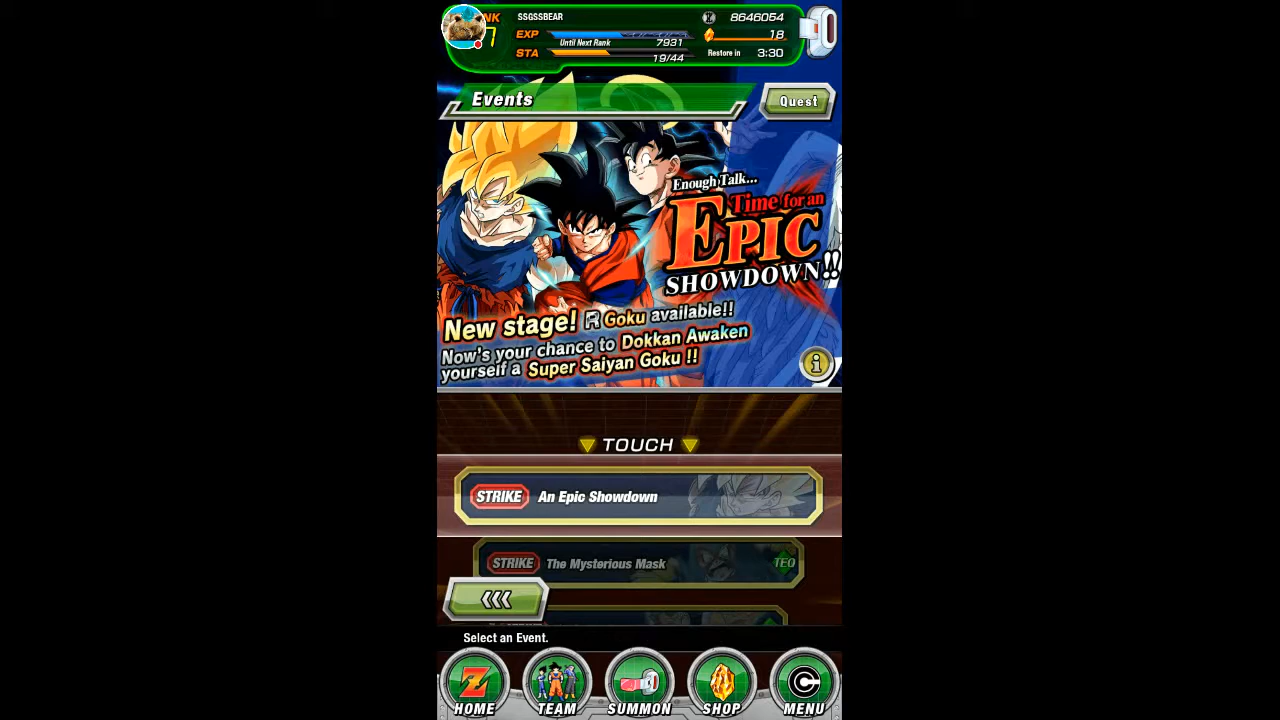 NK
SSGSSBEAR
8646054
7
EXP
Until Next Rank 7931
18
STA
19/44
Restore in 3:30
Events
Quest
Enough Talk...
Time for an
EPIC
SHOWDOWN!!
New stage! R Goku available!!
Now's your chance to Dokkan Awaken
yourself a Super Saiyan Goku !!
i
TOUCH
STRIKE An Epic Showdown
STRIKE The Mysterious Mask TEQ
Select an Event.
HOME
TEAM
SUMMON
SHOP
MENU